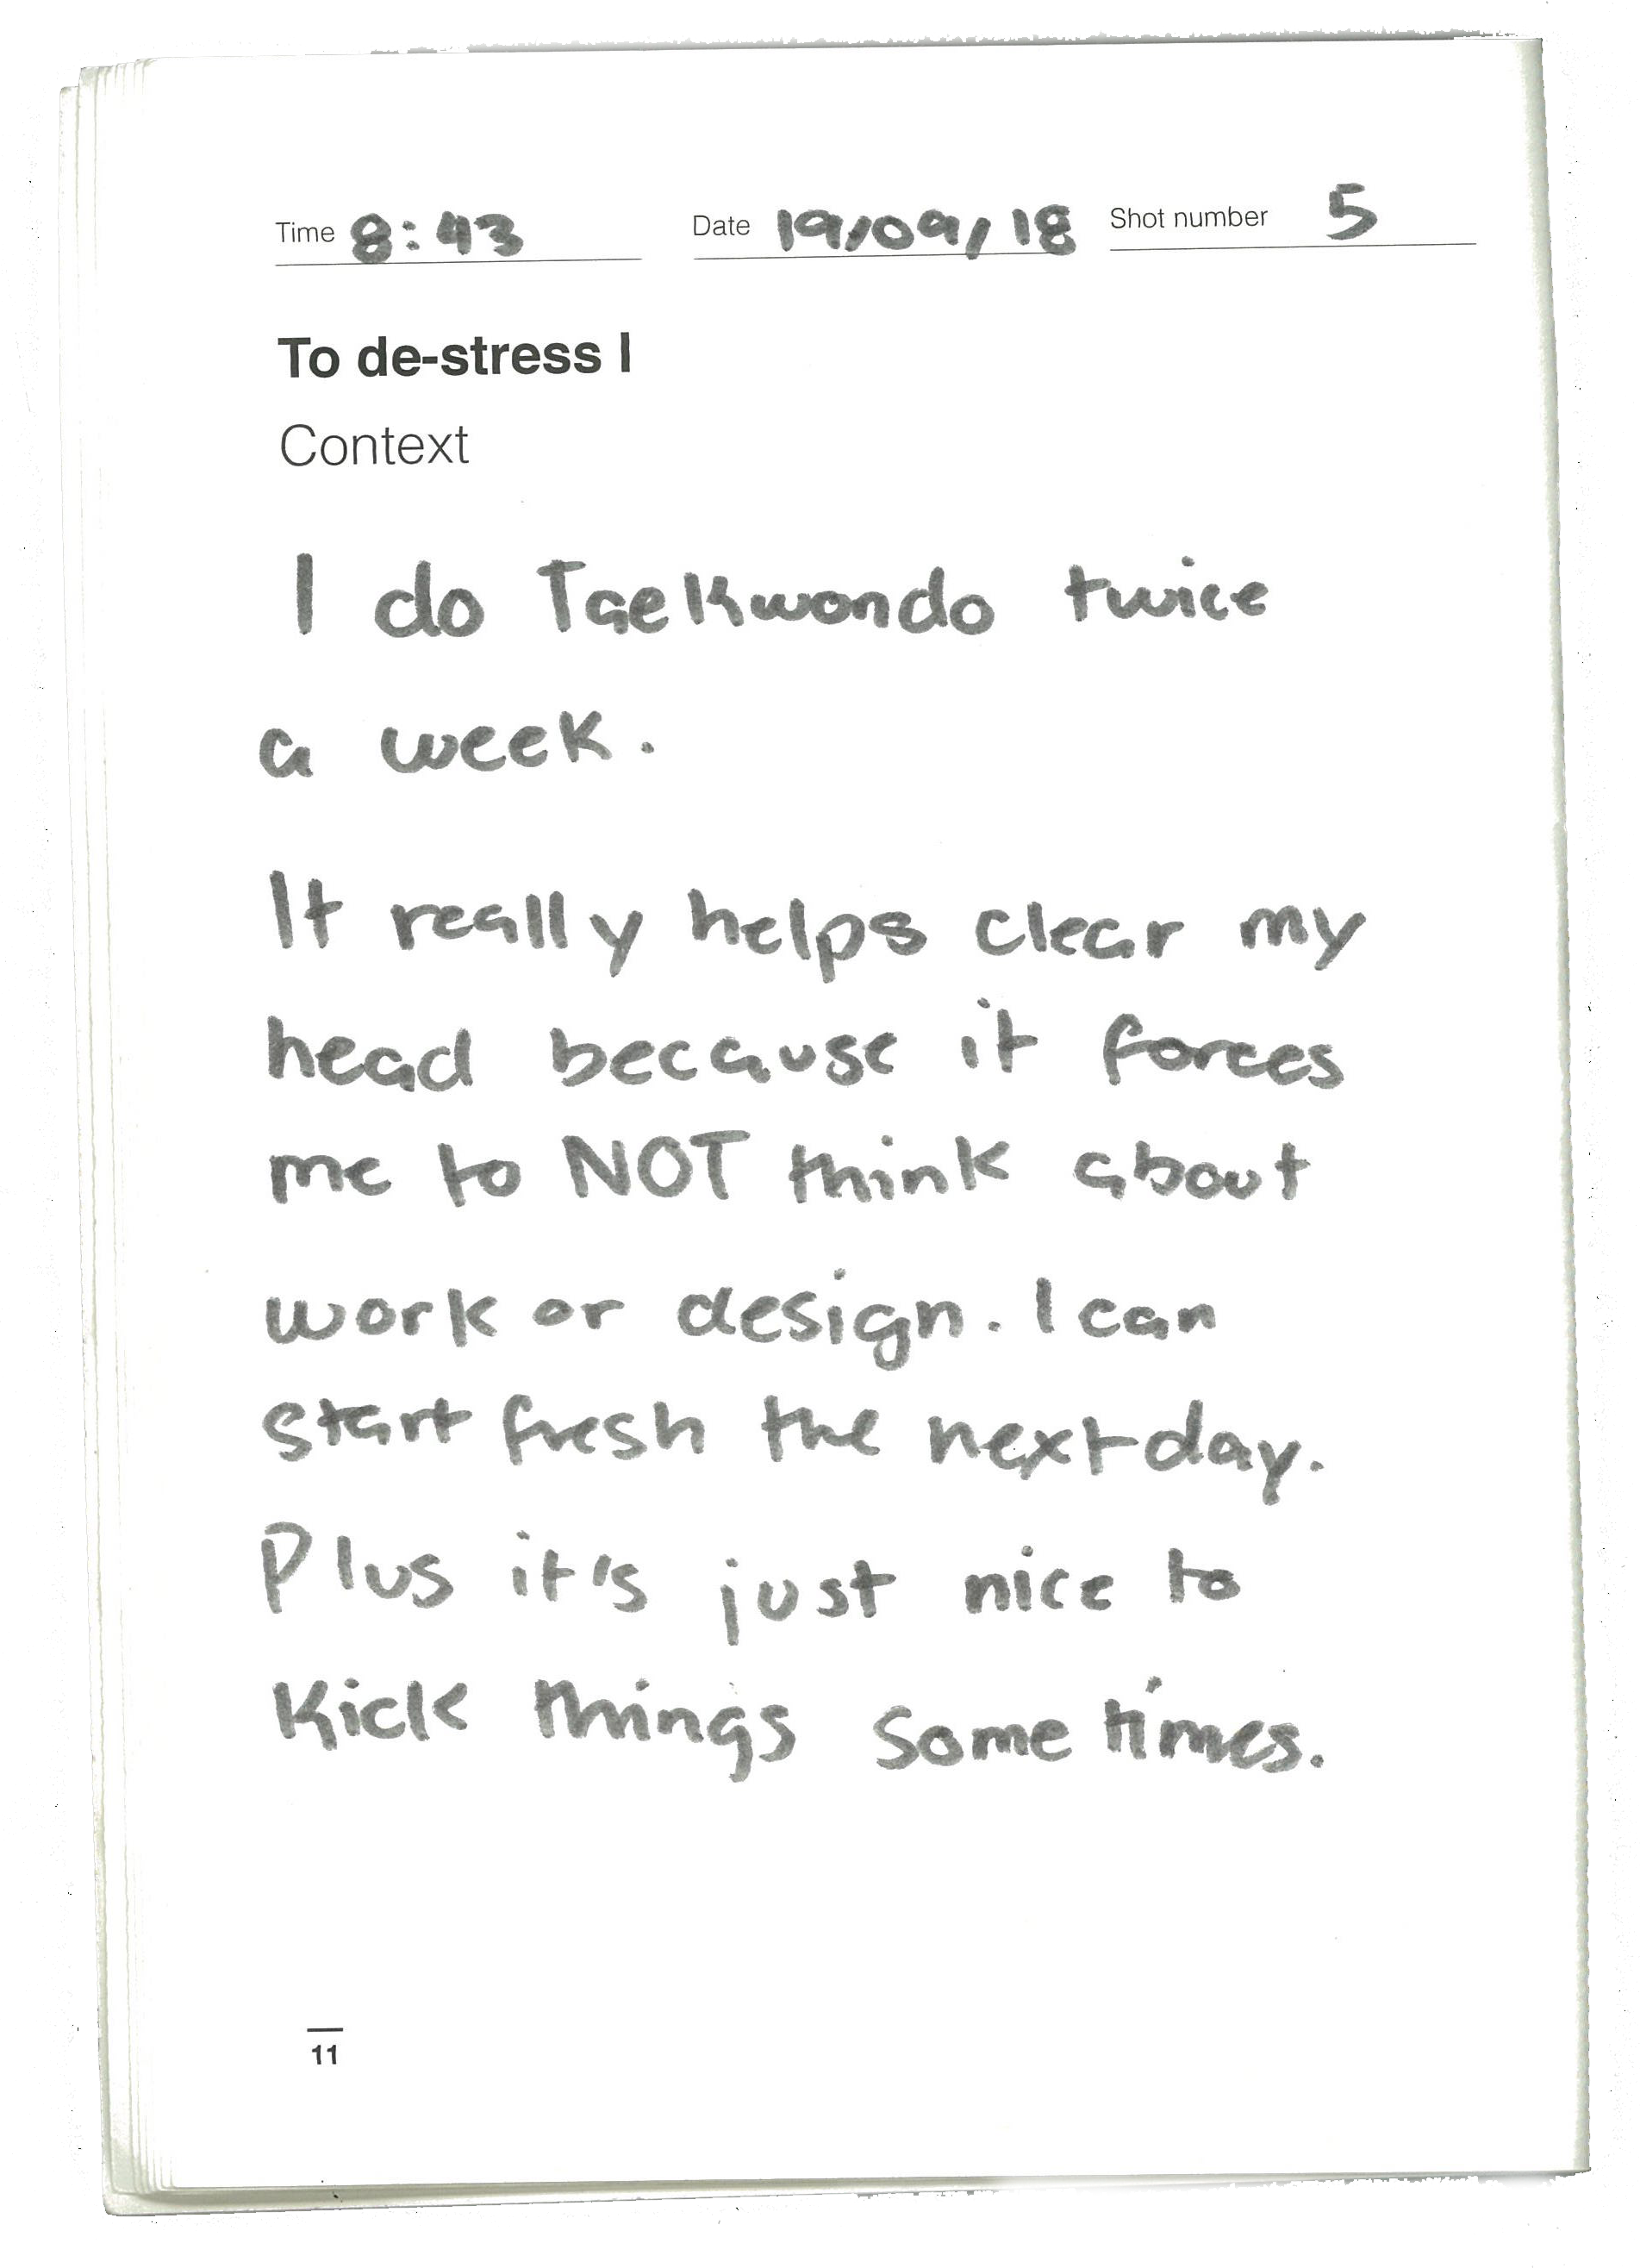 Time 8:43 Date 19/09/18 Shot number 5
To de-stress I
Context
I do Taekwondo twice
a week.
It really helps clear my
head because it forces
me to NOT think about
work or design. I can
start fresh the next day.
Plus it's just nice to
Kick things some times.
11